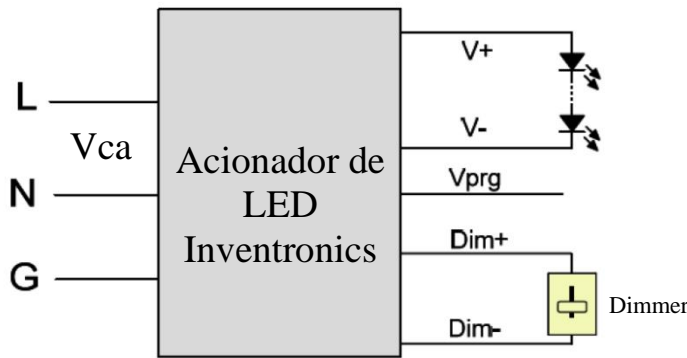 L
Vca
N
G
Acionador de
LED
Inventronics
V+
V-
Vprg
Dim+
Dim-
Dimmer